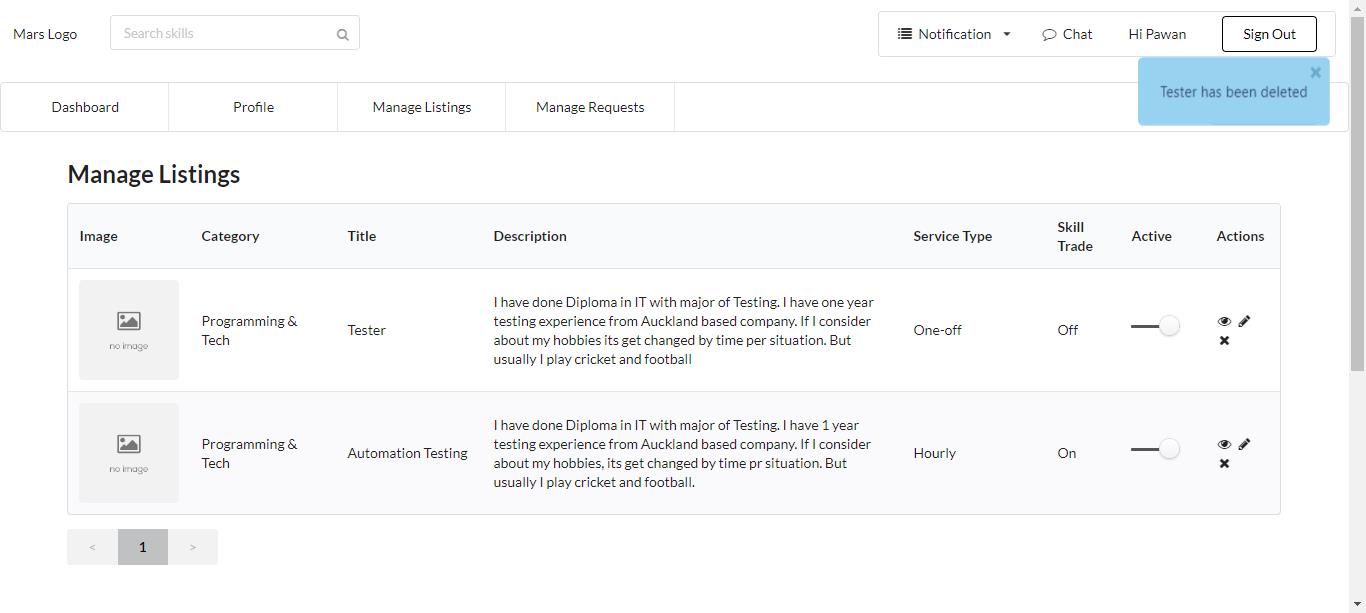 Mars Logo
Search skills
Notification
Chat
Hi Pawan
Sign Out
Tester has been deleted
Dashboard
Profile
Manage Listings
Manage Requests
Manage Listings
Image
Category
Title
Description
Service Type
Skill
Trade
Active
Actions
no image
Programming &
Tech
Tester
I have done Diploma in IT with major of Testing. I have one year
testing experience from Auckland based company. If I consider
about my hobbies its get changed by time per situation. But
usually I play cricket and football
One-off
Off
no image
Programming &
Tech
Automation Testing
I have done Diploma in IT with major of Testing. I have 1 year
testing experience from Auckland based company. If I consider
about my hobbies, its get changed by time pr situation. But
usually I play cricket and football.
Hourly
On
<
1
>